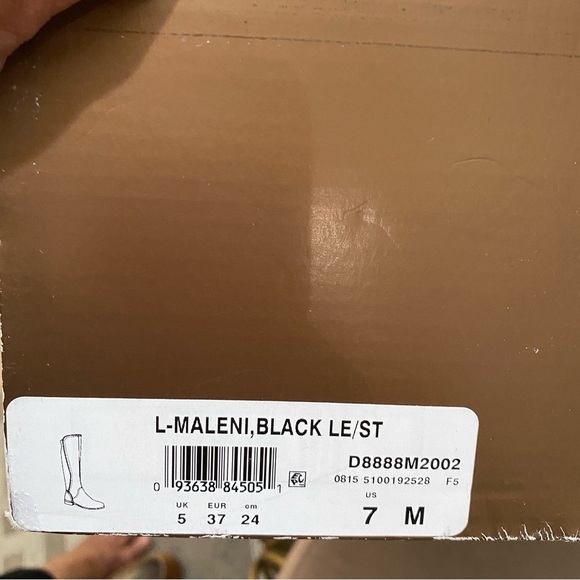 L-MALENI,BLACK LE/ST
D8888M2002
0 93638 84505 1
0815 5100192528 F5
UK EUR cm US
5 37 24 7 M